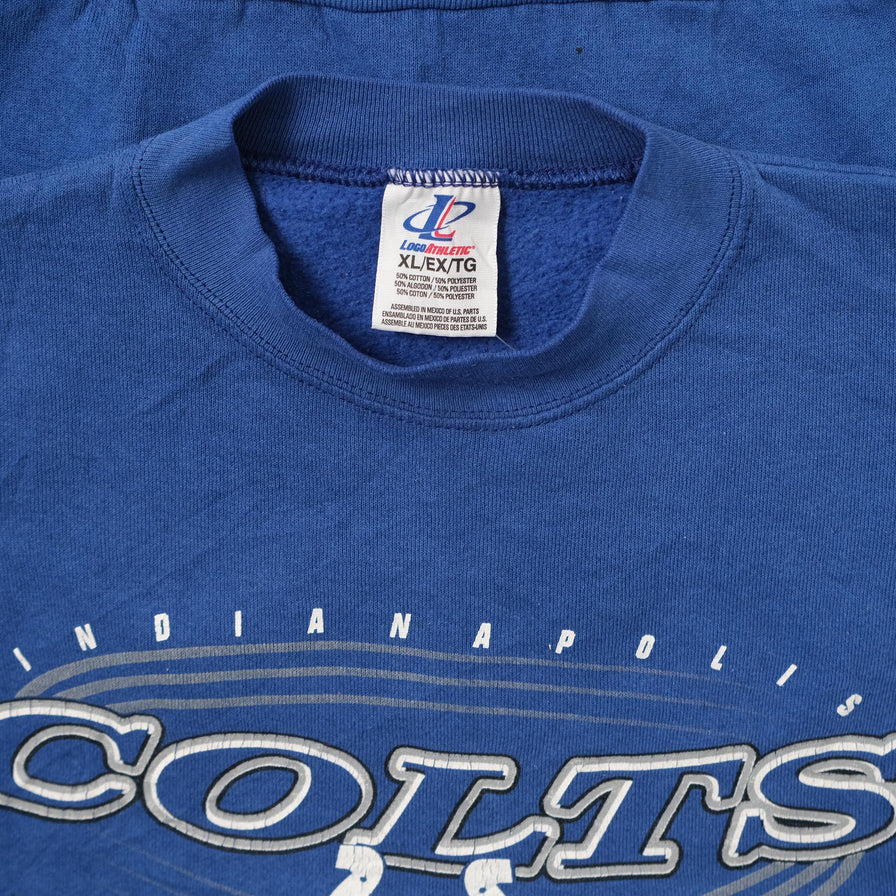 LOGOATHLETIC®
XL/EX/TG
50% COTTON / 50% POLYESTER
50% ALGODON / 50% POLIESTER
50% COTON / 50% POLYESTER
ASSEMBLED IN MEXICO OF U.S. PARTS
ENSAMBLADO EN MEXICO DE PARTES DE U.S.
ASSEMBLE AU MEXICO PIECES DES ETATS-UNIS
INDIANAPOLIS
COLTS